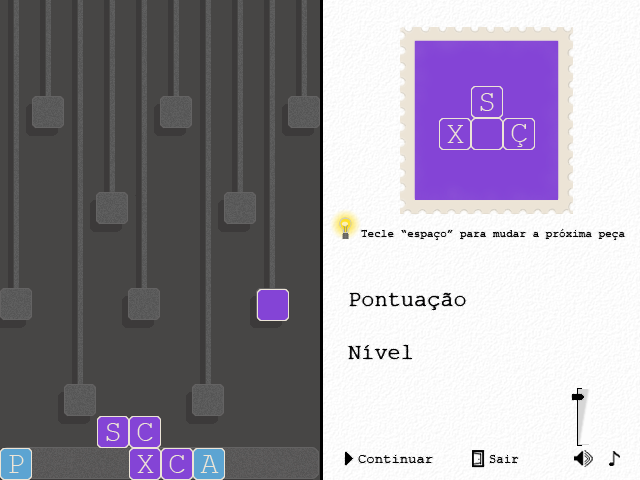 S
X Ç
Tecle “espaço” para mudar a próxima peça
Pontuação
Nível
Continuar
Sair
S C
P X C A